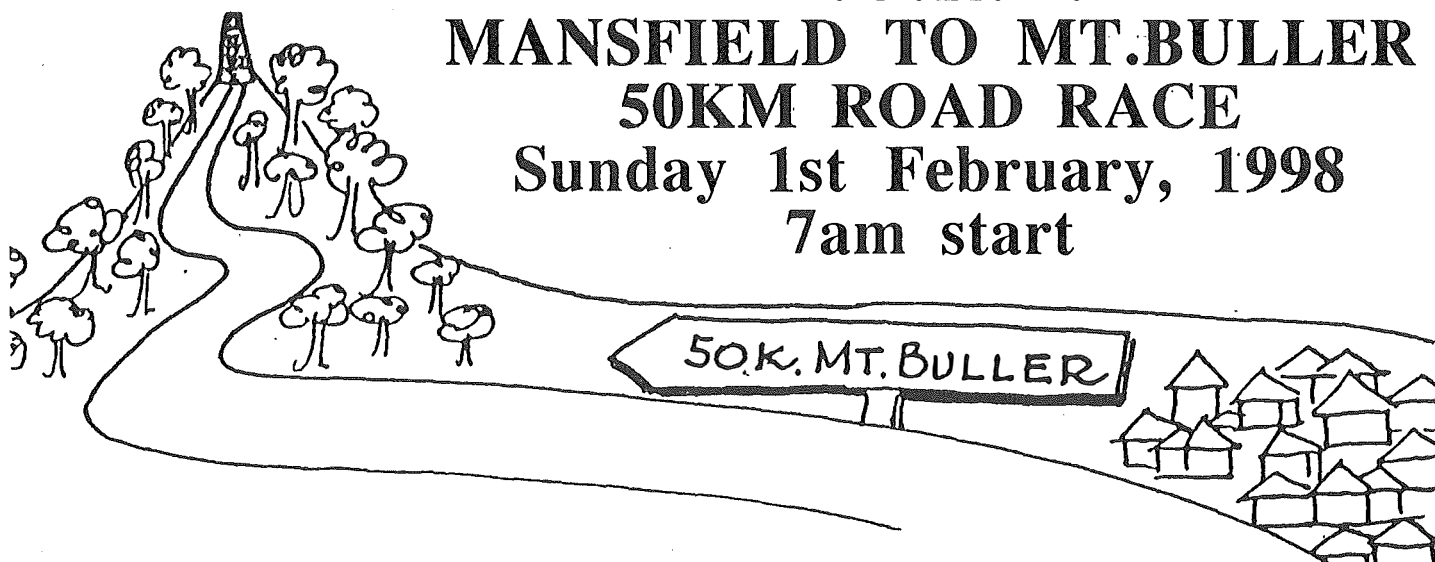 MANSFIELD TO MT.BULLER
50KM ROAD RACE
Sunday 1st February, 1998
7am start
50.K. MT. BULLER